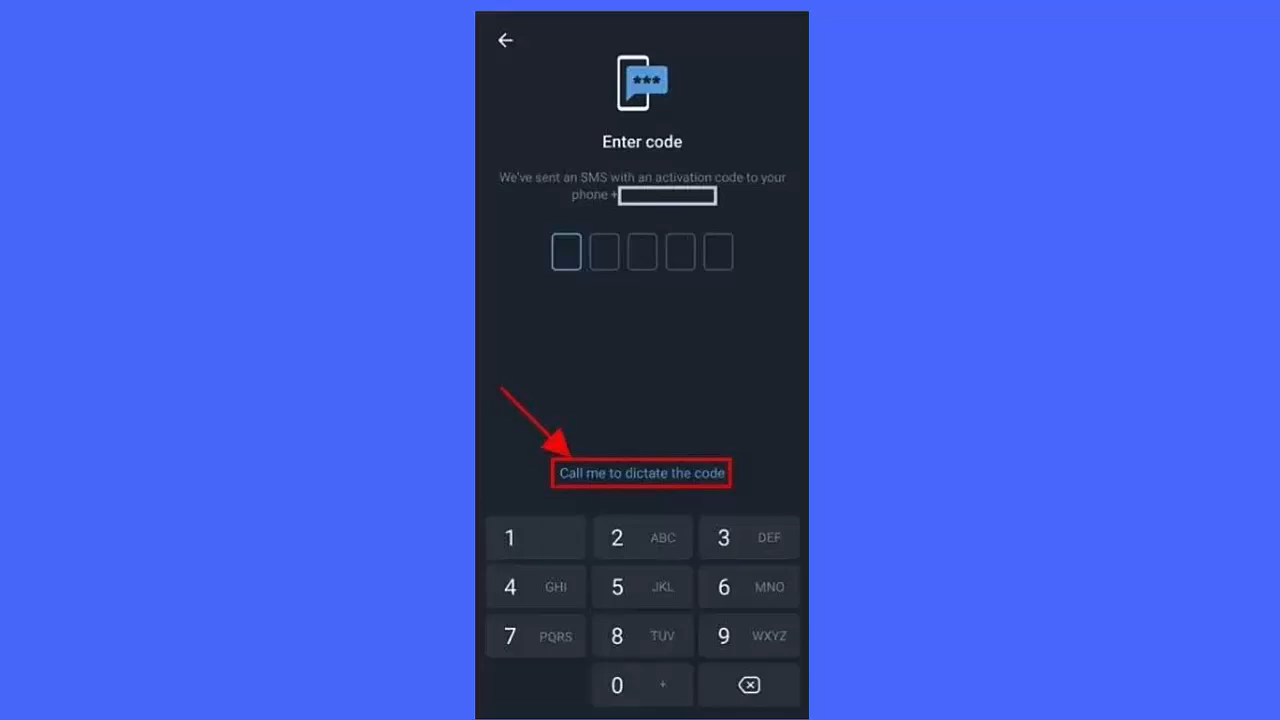 ***
Enter code
We've sent an SMS with an activation code to your
phone +
Call me to dictate the code
1 2 ABC 3 DEF
4 GHI 5 JKL 6 MNO
7 PQRS 8 TUV 9 WXYZ
0 +